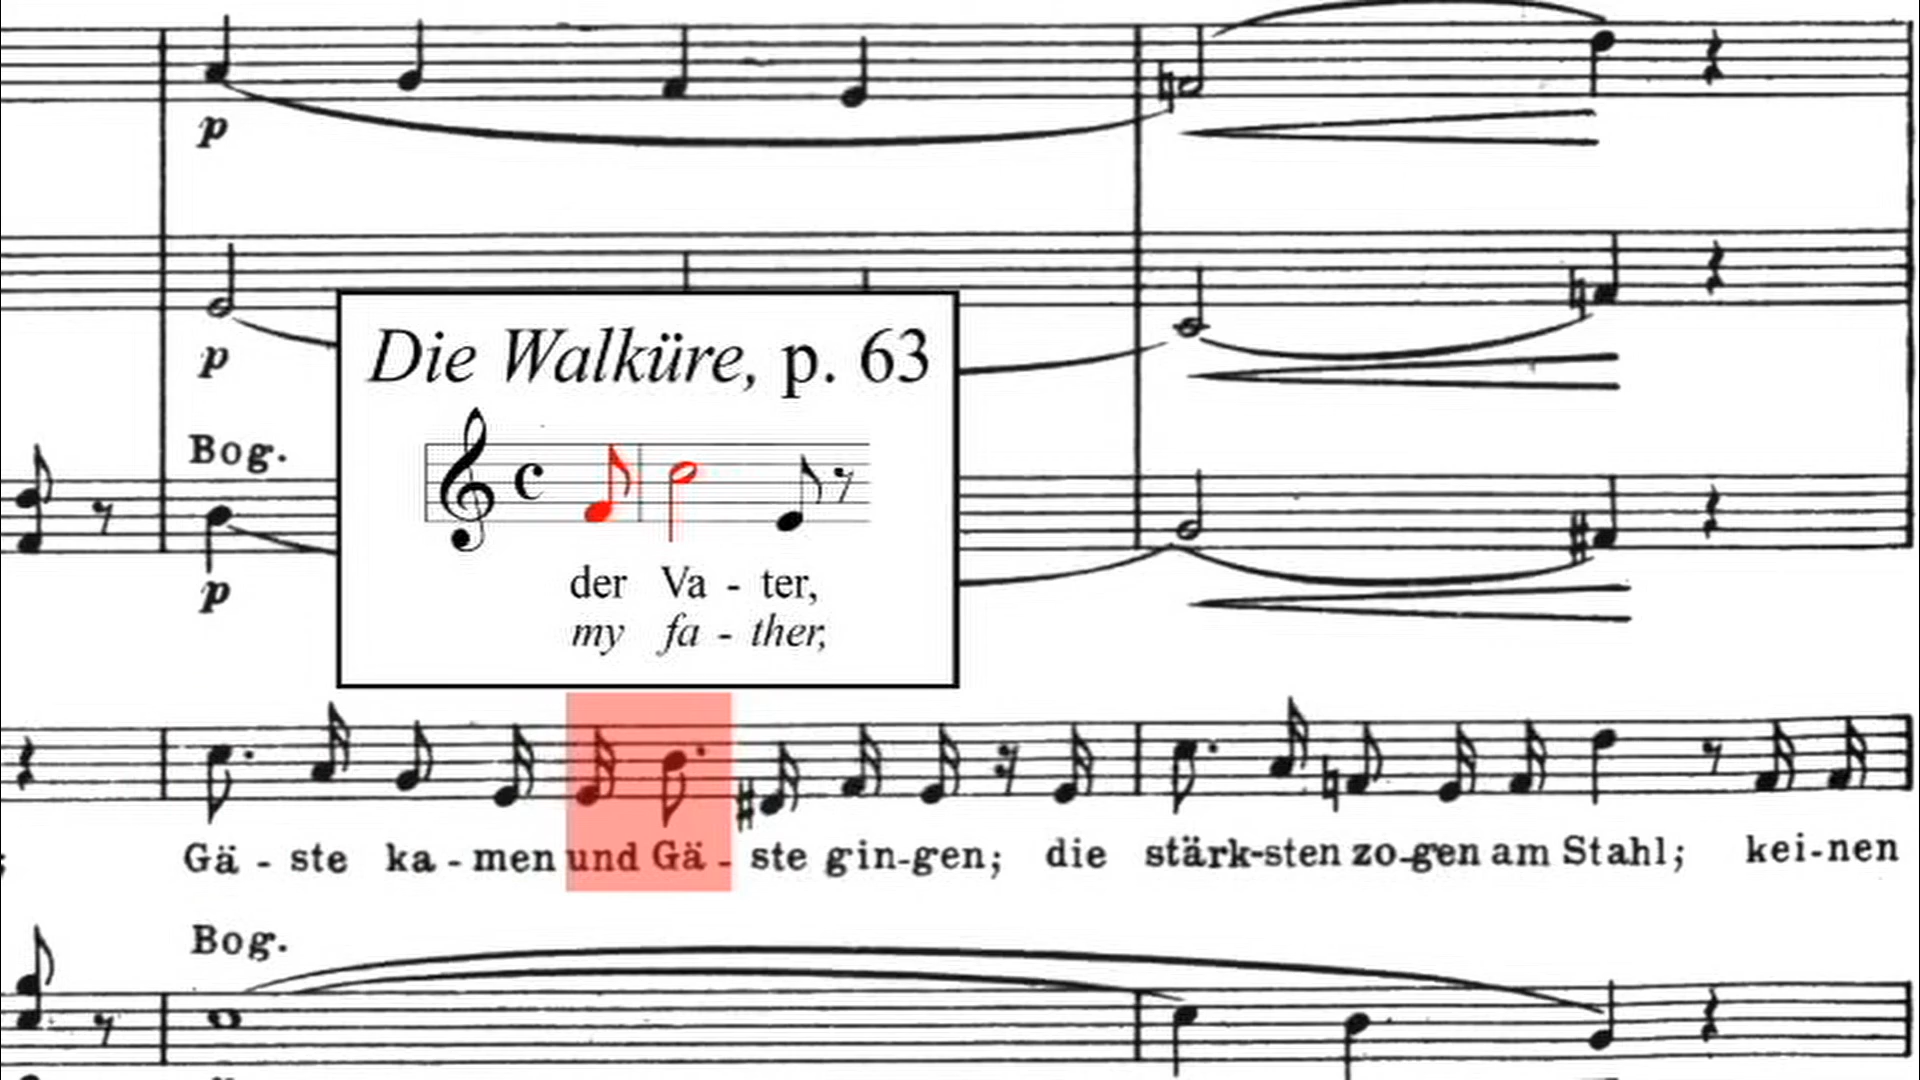 p
p
Bog.
p
Die Walküre, p. 63
der Va - ter,
my fa - ther,
Gä - ste ka - men und Gä - ste gin-gen; die stärk-sten zo-gen am Stahl; kei-nen
Bog.